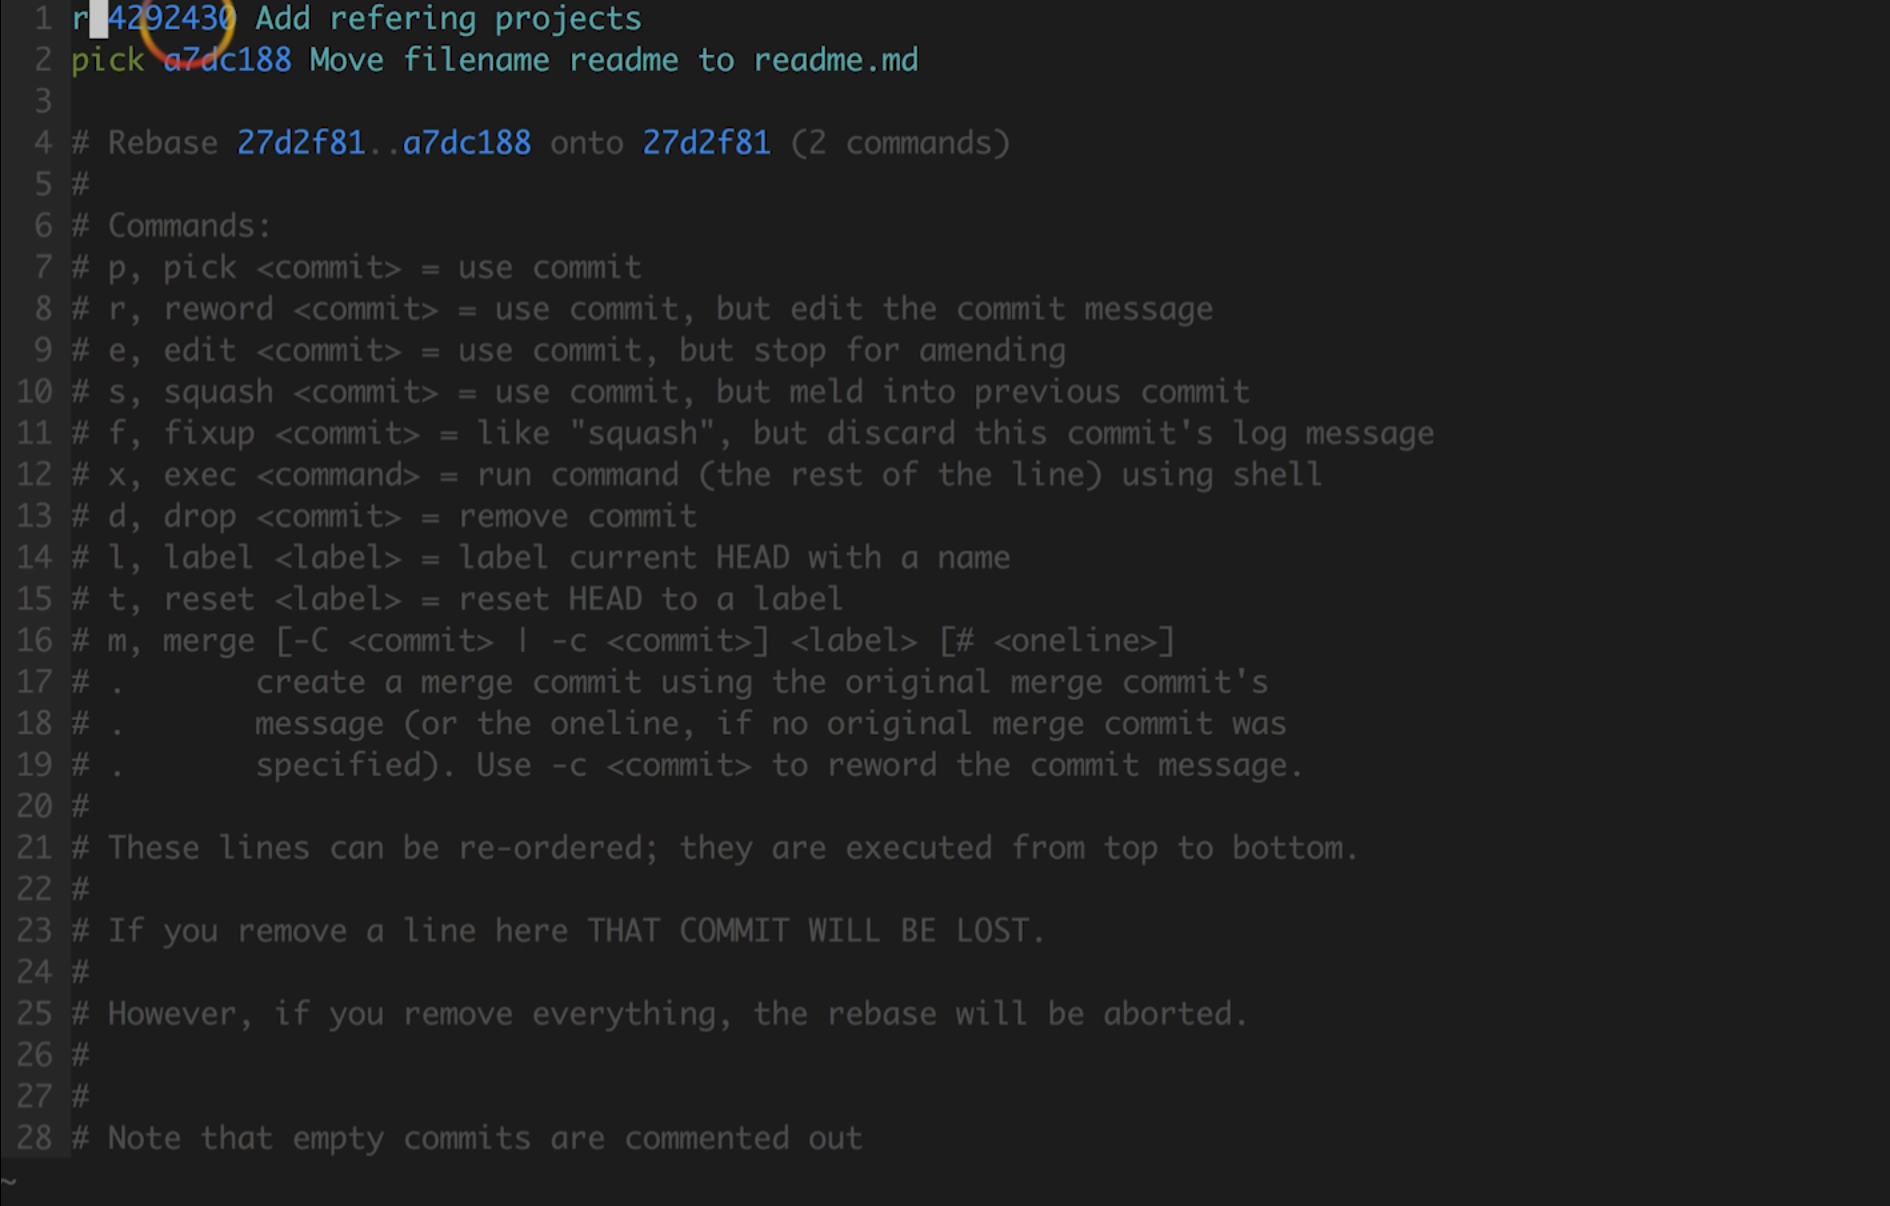 1 r 4292430 Add refering projects
2 pick a7dc188 Move filename readme to readme.md
3
4 # Rebase 27d2f81..a7dc188 onto 27d2f81 (2 commands)
5 #
6 # Commands:
7 # p, pick <commit> = use commit
8 # r, reword <commit> = use commit, but edit the commit message
9 # e, edit <commit> = use commit, but stop for amending
10 # s, squash <commit> = use commit, but meld into previous commit
11 # f, fixup <commit> = like "squash", but discard this commit's log message
12 # x, exec <command> = run command (the rest of the line) using shell
13 # d, drop <commit> = remove commit
14 # l, label <label> = label current HEAD with a name
15 # t, reset <label> = reset HEAD to a label
16 # m, merge [-C <commit> | -c <commit>] <label> [# <oneline>]
17 # .       create a merge commit using the original merge commit's
18 # .       message (or the oneline, if no original merge commit was
19 # .       specified). Use -c <commit> to reword the commit message.
20 #
21 # These lines can be re-ordered; they are executed from top to bottom.
22 #
23 # If you remove a line here THAT COMMIT WILL BE LOST.
24 #
25 # However, if you remove everything, the rebase will be aborted.
26 #
27 #
28 # Note that empty commits are commented out
~